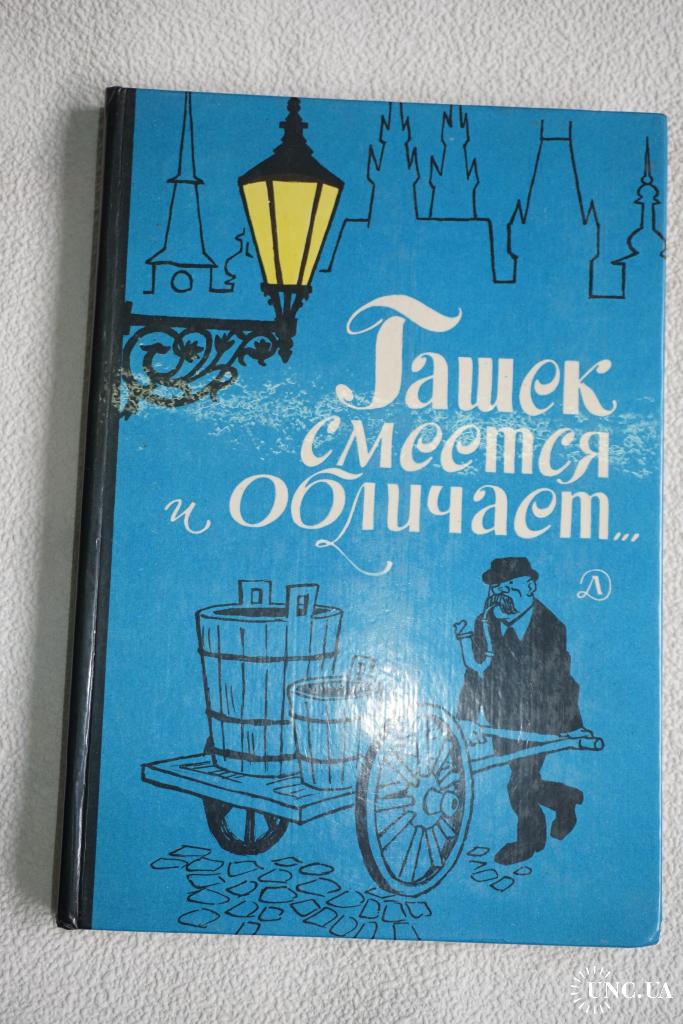 Гашек
смеется
и обличает...
Д
UNC.UA